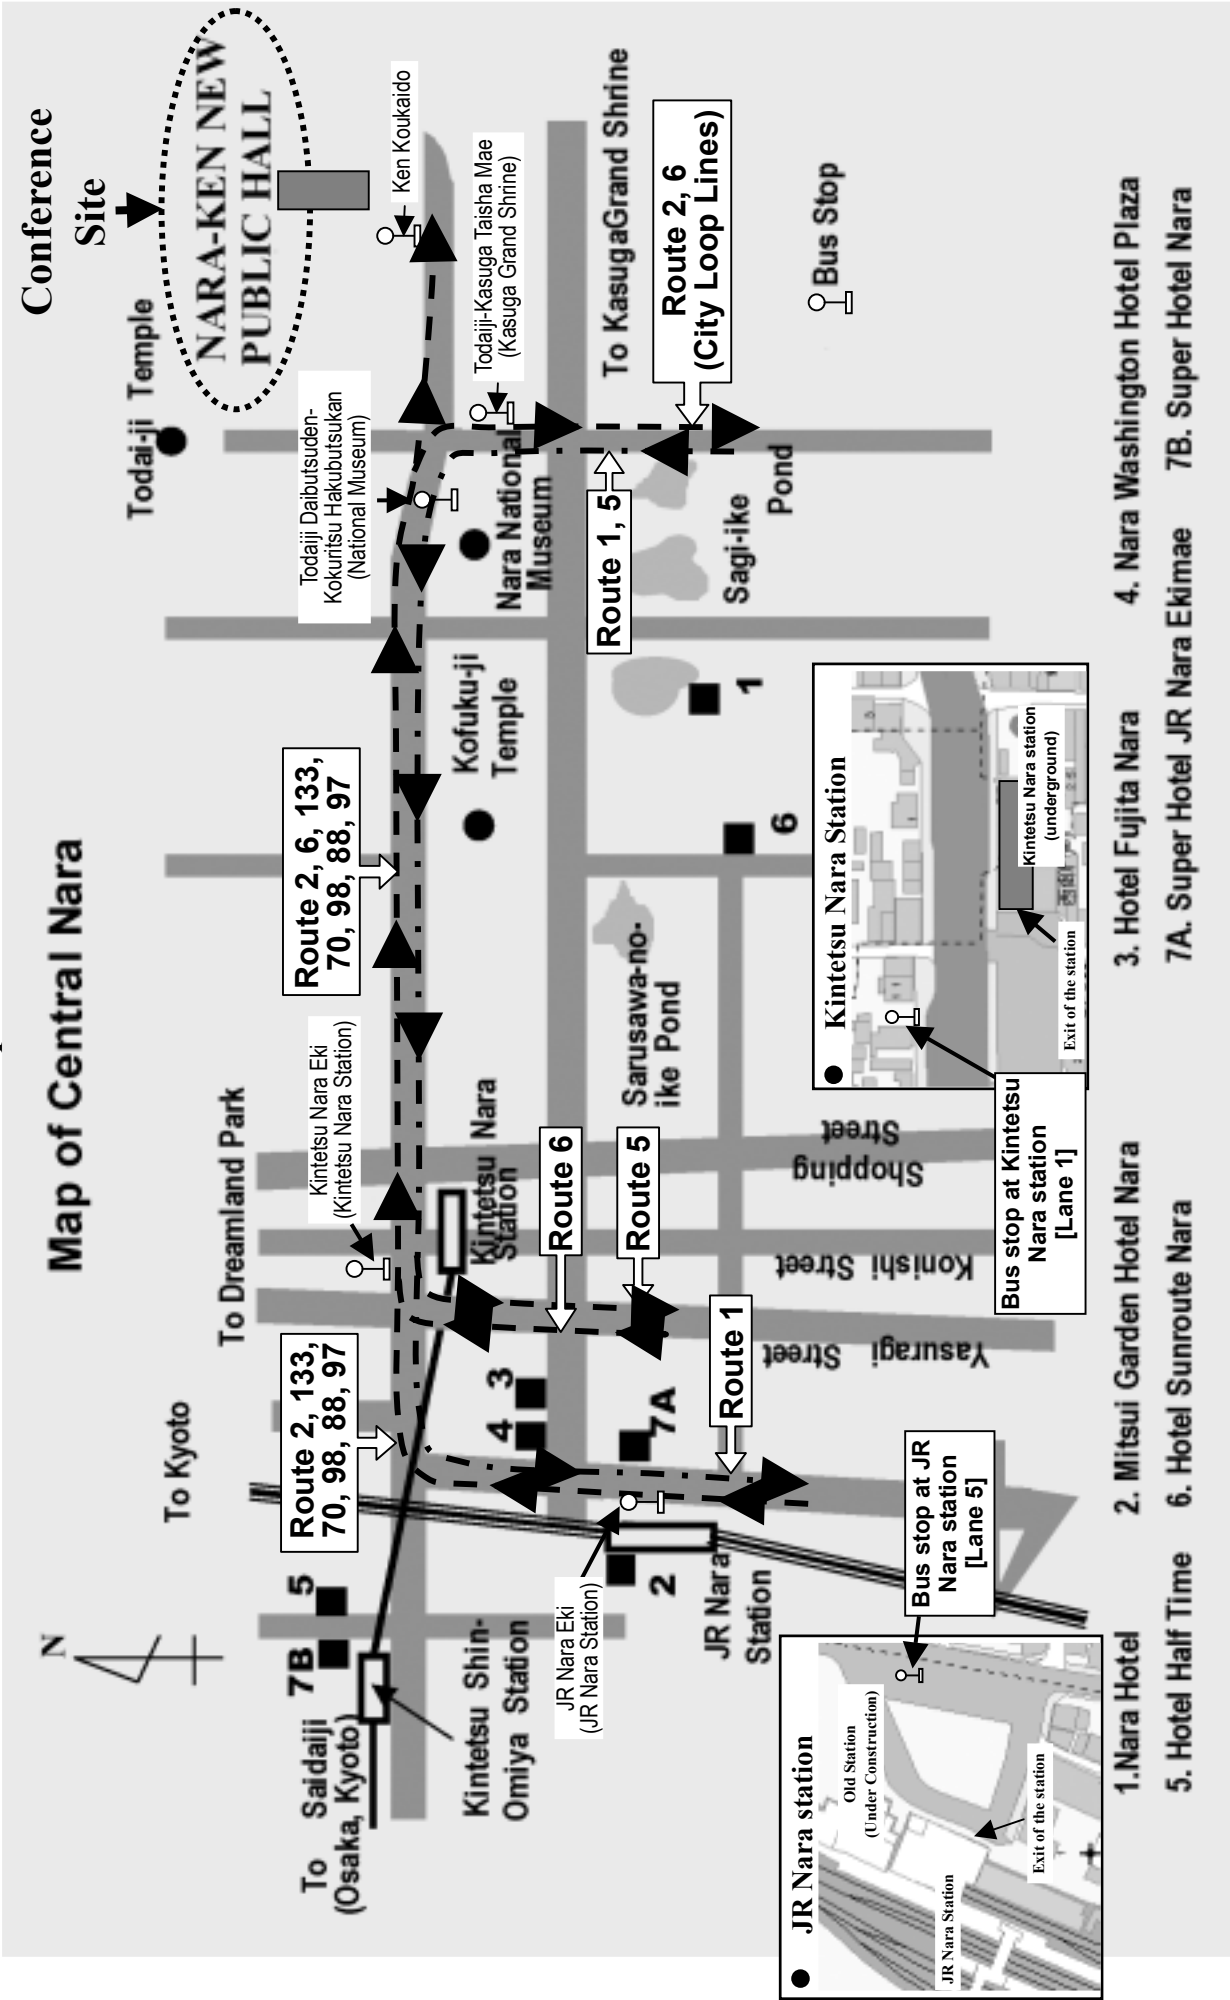 Map of Central Nara
Conference
Site
NARA-KEN NEW
PUBLIC HALL
N
To Kyoto
To Dreamland Park
Todai-ji Temple
To Saidaiji
(Osaka, Kyoto)
7B
5
Route 2, 133,
70, 98, 88, 97
Kintetsu Nara Eki
(Kintetsu Nara Station)
Route 2, 6, 133,
70, 98, 88, 97
Todaiji Daibutsuden-
Kokuritsu Hakubutsukan
(National Museum)
Ken Koukaido
Todaiji-Kasuga Taisha Mae
(Kasuga Grand Shrine)
Kintetsu Shin-
Omiya Station
4
3
Kintetsu Nara
Station
Kofuku-ji
Temple
Nara National
Museum
JR Nara Eki
(JR Nara Station)
Route 6
Route 5
Route 1, 5
To KasugaGrand Shrine
2
7A
Sarusawa-no-
ike Pond
1
6
Sagi-ike
Pond
Route 2, 6
(City Loop Lines)
JR Nara
Station
Route 1
Yasuragi
Street
Konishi Street
Shopping
Street
Bus Stop
JR Nara station
Old Station
(Under Construction)
JR Nara Station
Exit of the station
Bus stop at JR
Nara station
[Lane 5]
Kintetsu Nara Station
Kintetsu Nara station
(underground)
Exit of the station
Bus stop at Kintetsu
Nara station
[Lane 1]
1.Nara Hotel 2. Mitsui Garden Hotel Nara 3. Hotel Fujita Nara 4. Nara Washington Hotel Plaza
5. Hotel Half Time 6. Hotel Sunroute Nara 7A. Super Hotel JR Nara Ekimae 7B. Super Hotel Nara